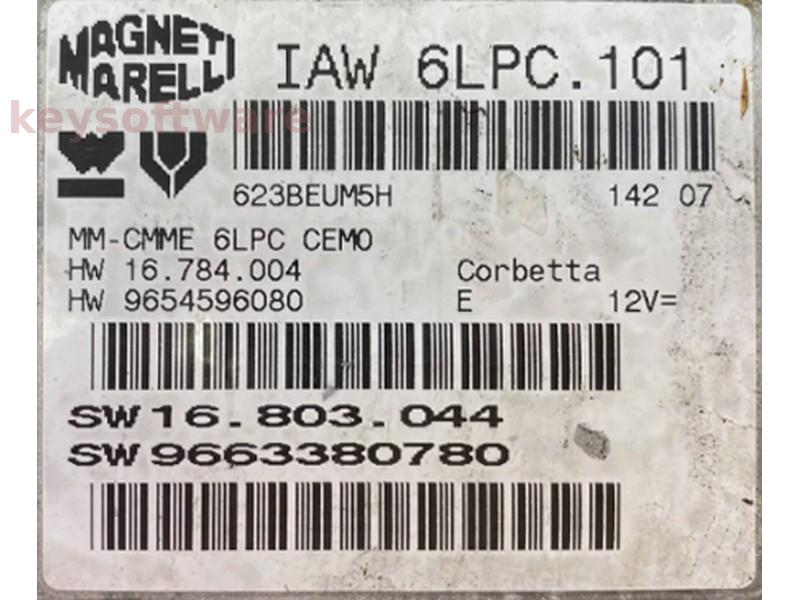 MAGNETI
MARELLI
IAW 6LPC.101
keysoftware
623BEUM5H 142 07
MM-CMME 6LPC CEMO
HW 16.784.004 Corbetta
HW 9654596080 E 12V=
SW 16.803.044
SW 9663380780